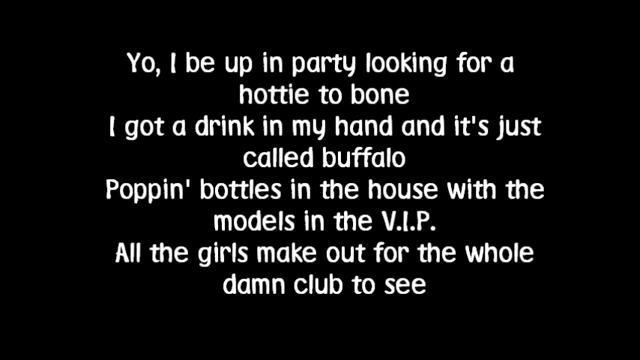 Yo, I be up in party looking for a
hottie to bone
I got a drink in my hand and it's just
called buffalo
Poppin' bottles in the house with the
models in the V.I.P.
All the girls make out for the whole
damn club to see